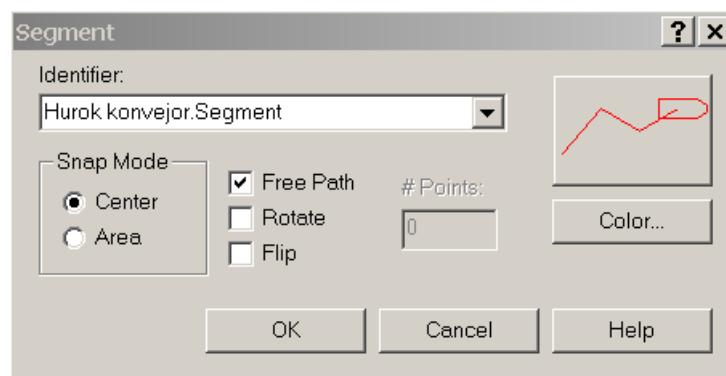 Segment
Identifier:
Hurok konvejor.Segment
Snap Mode
Center
Area
Free Path
Rotate
Flip
# Points:
0
Color...
OK
Cancel
Help